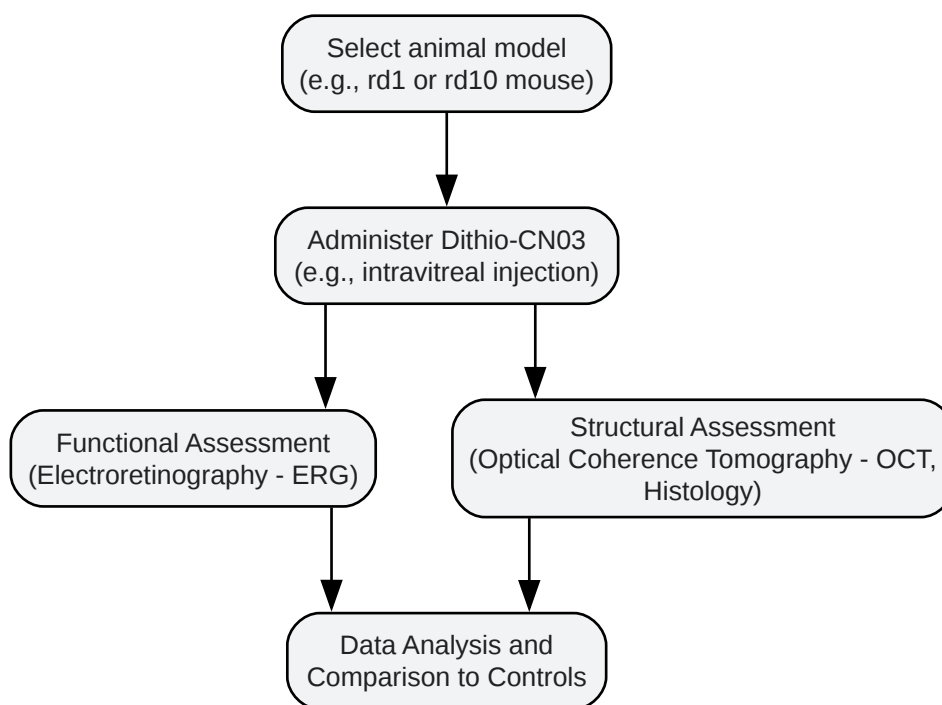 Select animal model
(e.g., rd1 or rd10 mouse)
Administer Dithio-CN03
(e.g., intravitreal injection)
Functional Assessment
(Electroretinography - ERG)
Structural Assessment
(Optical Coherence Tomography - OCT,
Histology)
Data Analysis and
Comparison to Controls